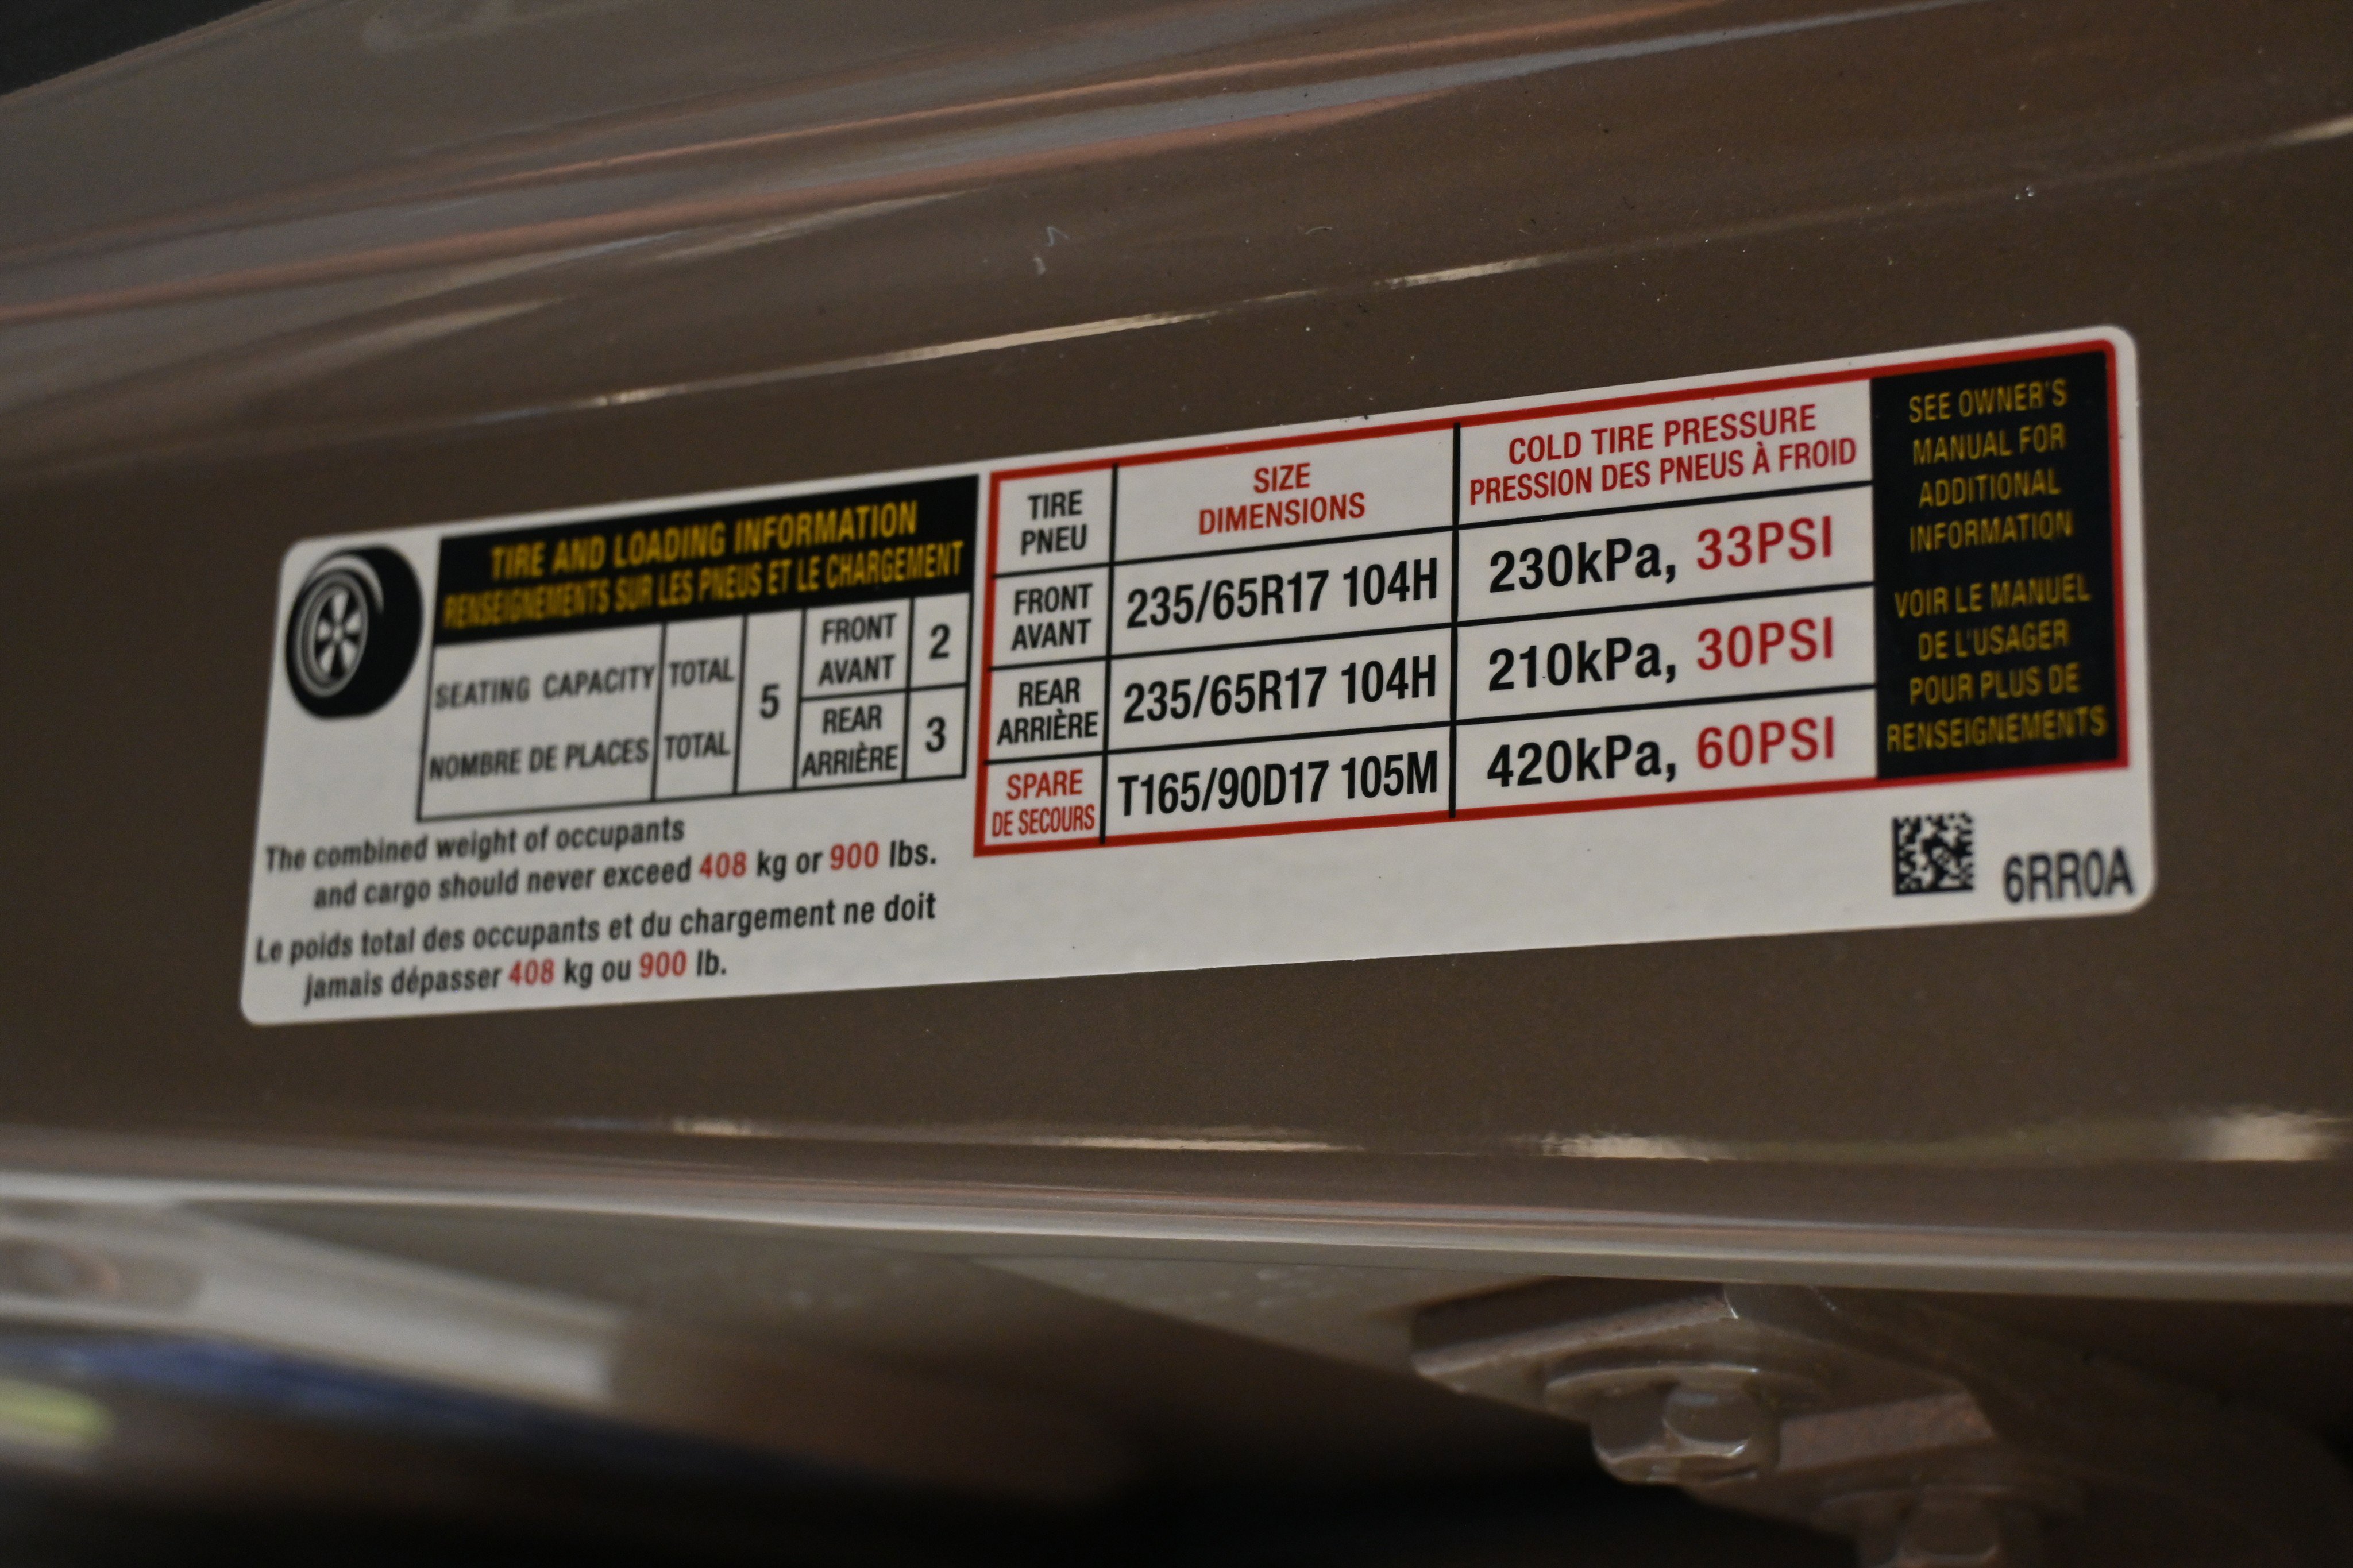 TIRE AND LOADING INFORMATION
RENSEIGNEMENTS SUR LES PNEUS ET LE CHARGEMENT
SEATING CAPACITY TOTAL
NOMBRE DE PLACES TOTAL
5
FRONT
AVANT
2
REAR
ARRIÈRE
3
The combined weight of occupants
and cargo should never exceed 408 kg or 900 lbs.
Le poids total des occupants et du chargement ne doit
jamais dépasser 408 kg ou 900 lb.
TIRE
PNEU
SIZE
DIMENSIONS
COLD TIRE PRESSURE
PRESSION DES PNEUS À FROID
FRONT
AVANT
235/65R17 104H
230kPa, 33PSI
REAR
ARRIÈRE
235/65R17 104H
210kPa, 30PSI
SPARE
DE SECOURS
T165/90D17 105M
420kPa, 60PSI
SEE OWNER'S
MANUAL FOR
ADDITIONAL
INFORMATION
VOIR LE MANUEL
DE L'USAGER
POUR PLUS DE
RENSEIGNEMENTS
6RR0A